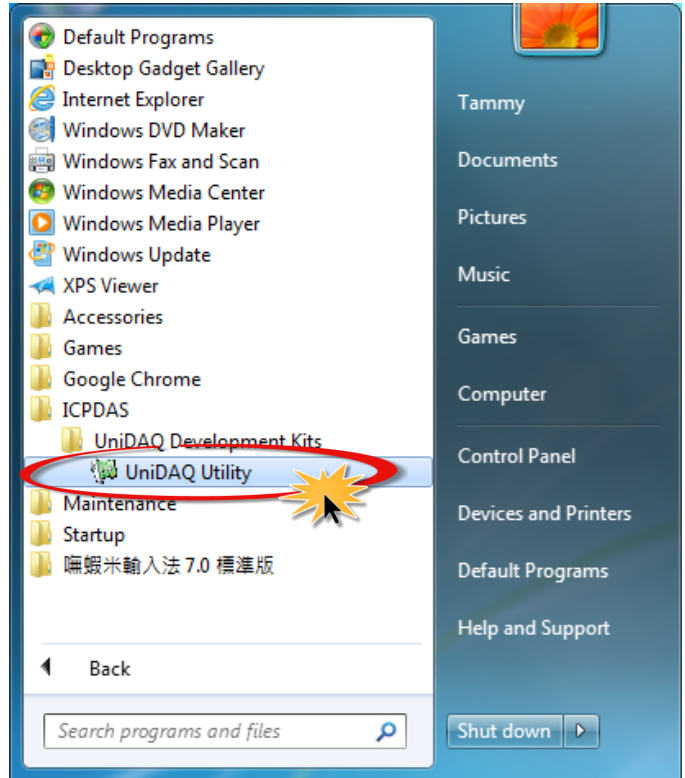 Default Programs
Desktop Gadget Gallery
Internet Explorer
Windows DVD Maker
Windows Fax and Scan
Windows Media Center
Windows Media Player
Windows Update
XPS Viewer
Accessories
Games
Google Chrome
ICPDAS
UniDAQ Development Kits
UniDAQ Utility
Maintenance
Startup
嘸蝦米輸入法 7.0 標準版
Back
Search programs and files
Tammy
Documents
Pictures
Music
Games
Computer
Control Panel
Devices and Printers
Default Programs
Help and Support
Shut down